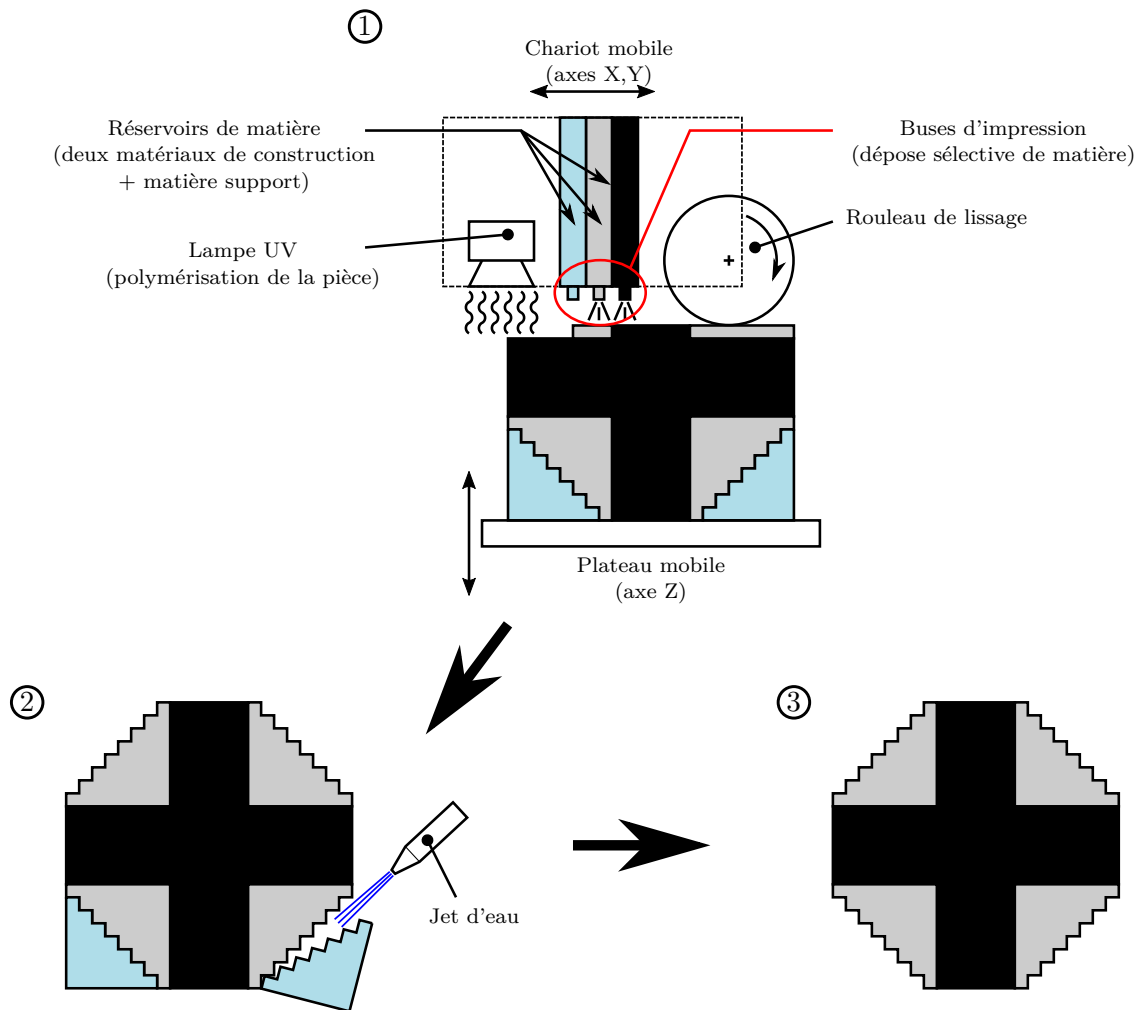 1
Chariot mobile
(axes X,Y)
Réservoirs de matière
(deux matériaux de construction
+ matière support)
Buses d'impression
(dépose sélective de matière)
Rouleau de lissage
Lampe UV
(polymérisation de la pièce)
Plateau mobile
(axe Z)
2
3
Jet d'eau